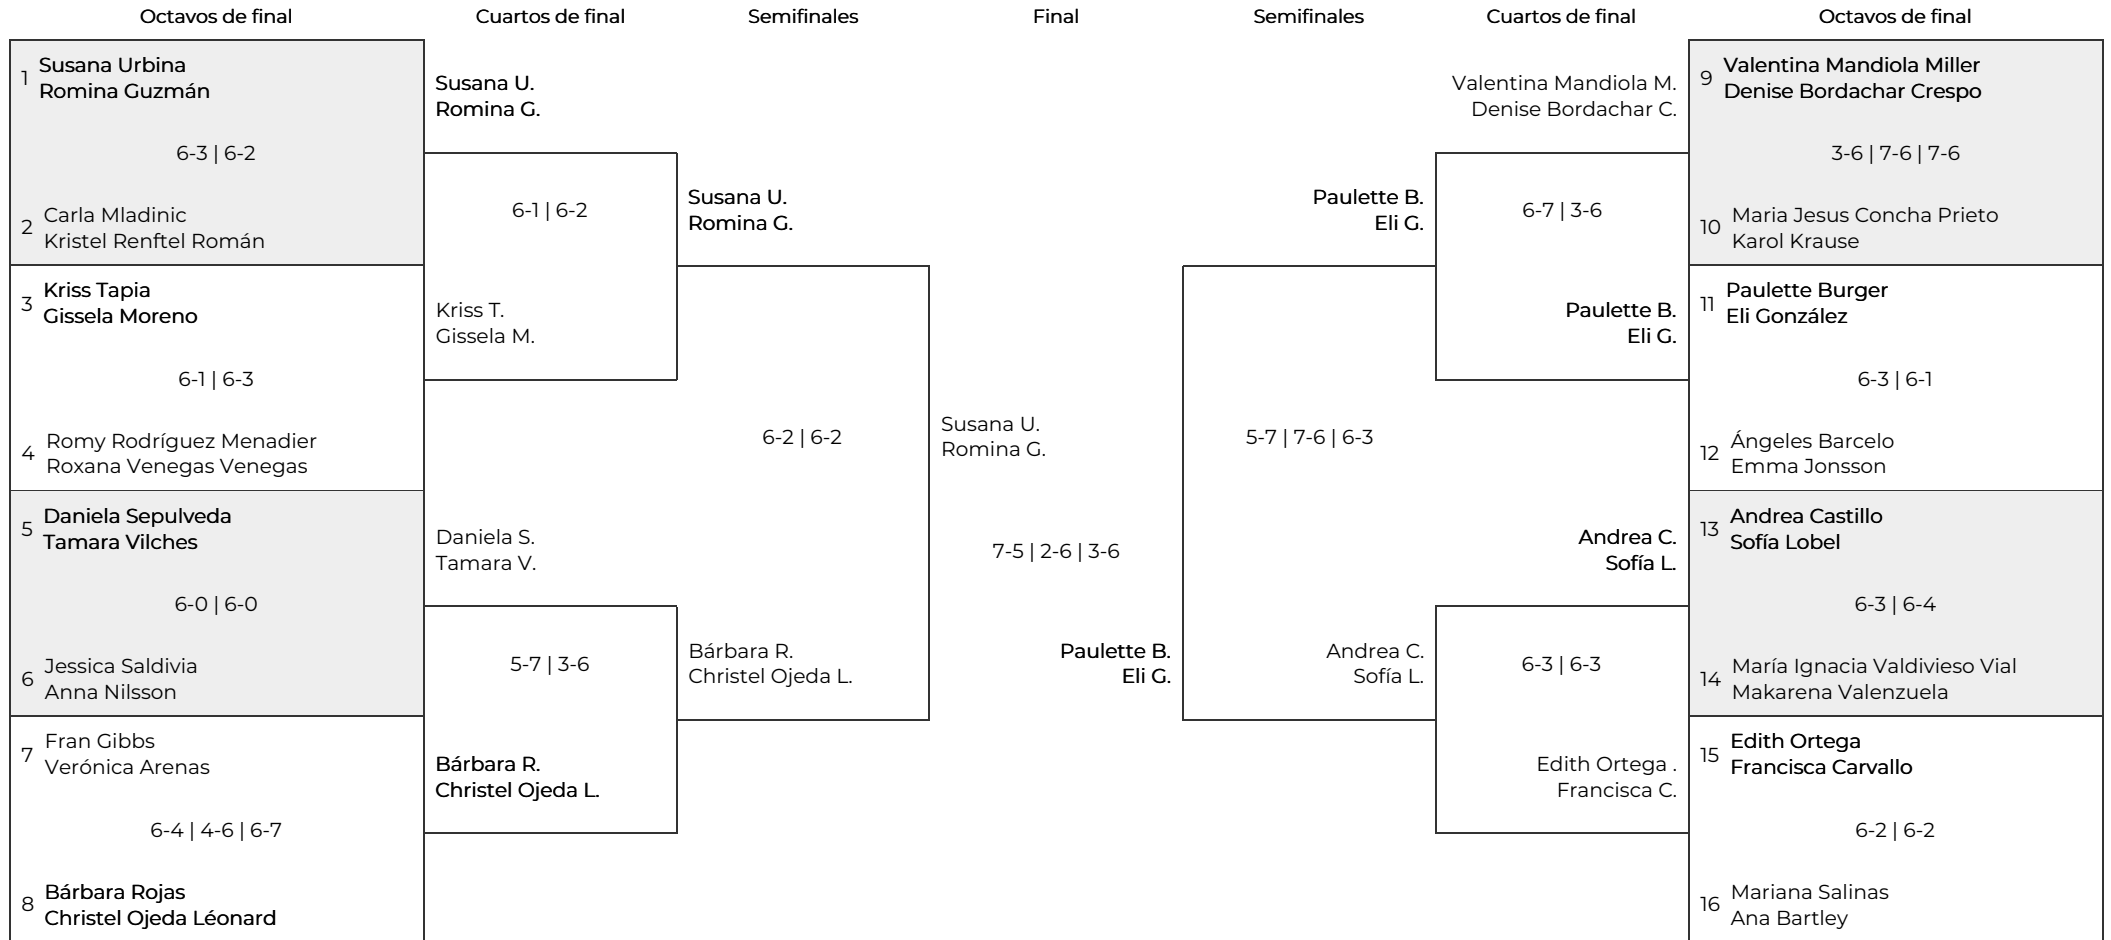 Octavos de final
Cuartos de final
Semifinales
Final
Semifinales
Cuartos de final
Octavos de final
1
Susana Urbina
Romina Guzmán
6-3 | 6-2
2
Carla Mladinic
Kristel Renftel Román
3
Kriss Tapia
Gissela Moreno
6-1 | 6-3
4
Romy Rodríguez Menadier
Roxana Venegas Venegas
5
Daniela Sepulveda
Tamara Vilches
6-0 | 6-0
6
Jessica Saldivia
Anna Nilsson
7
Fran Gibbs
Verónica Arenas
6-4 | 4-6 | 6-7
8
Bárbara Rojas
Christel Ojeda Léonard
Susana U.
Romina G.
6-1 | 6-2
Kriss T.
Gissela M.
Daniela S.
Tamara V.
5-7 | 3-6
Bárbara R.
Christel Ojeda L.
Susana U.
Romina G.
6-2 | 6-2
Bárbara R.
Christel Ojeda L.
Susana U.
Romina G.
7-5 | 2-6 | 3-6
Paulette B.
Eli G.
Paulette B.
Eli G.
5-7 | 7-6 | 6-3
Andrea C.
Sofía L.
Valentina Mandiola M.
Denise Bordachar C.
6-7 | 3-6
Paulette B.
Eli G.
Andrea C.
Sofía L.
6-3 | 6-3
Edith Ortega .
Francisca C.
9
Valentina Mandiola Miller
Denise Bordachar Crespo
3-6 | 7-6 | 7-6
10
Maria Jesus Concha Prieto
Karol Krause
11
Paulette Burger
Eli González
6-3 | 6-1
12
Ángeles Barcelo
Emma Jonsson
13
Andrea Castillo
Sofía Lobel
6-3 | 6-4
14
María Ignacia Valdivieso Vial
Makarena Valenzuela
15
Edith Ortega
Francisca Carvallo
6-2 | 6-2
16
Mariana Salinas
Ana Bartley